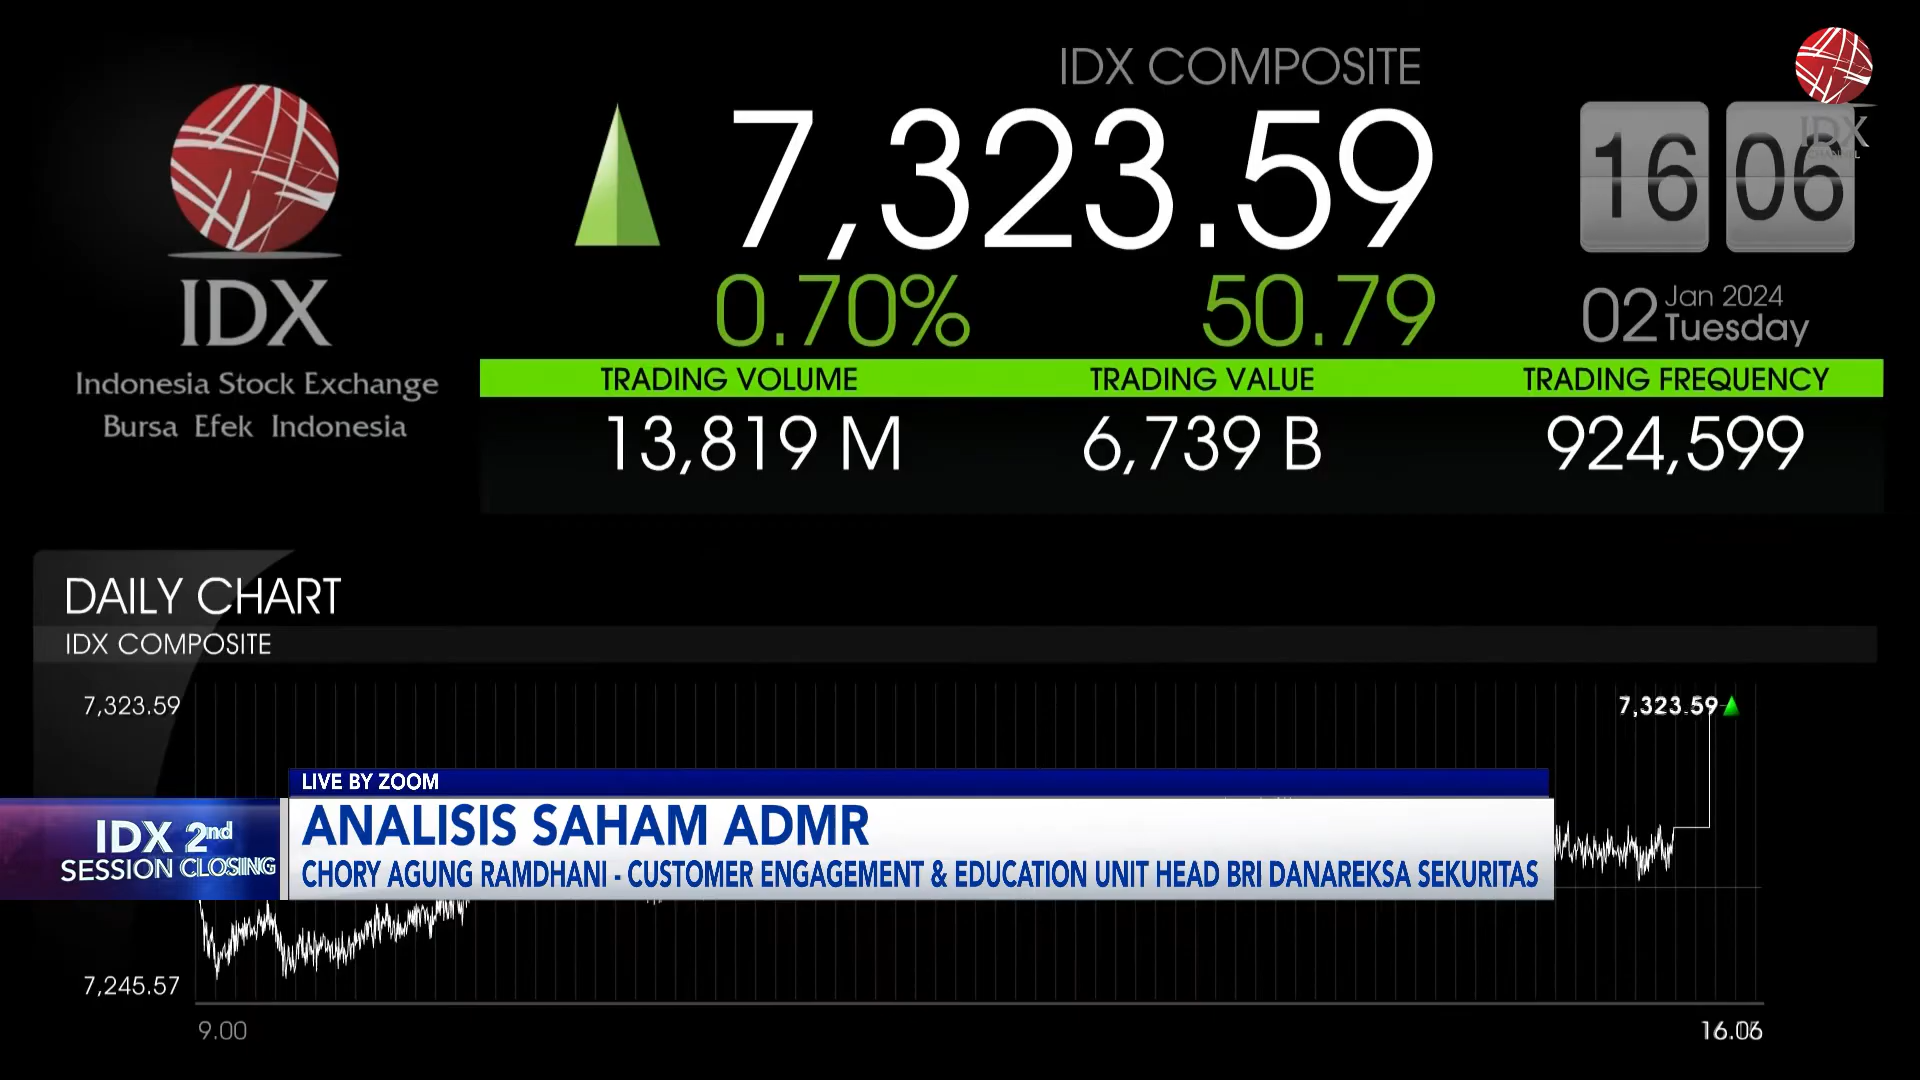 IDX COMPOSITE
7,323.59
0.70% 50.79
16 06
02 Jan 2024
Tuesday
IDX
CHANNEL
IDX
Indonesia Stock Exchange
Bursa Efek Indonesia
TRADING VOLUME TRADING VALUE TRADING FREQUENCY
13,819 M 6,739 B 924,599
DAILY CHART
IDX COMPOSITE
7,323.59
7,323.59
LIVE BY ZOOM
IDX 2nd
SESSION CLOSING
ANALISIS SAHAM ADMR
CHORY AGUNG RAMDHANI - CUSTOMER ENGAGEMENT & EDUCATION UNIT HEAD BRI DANAREKSA SEKURITAS
7,245.57
9.00
16.06